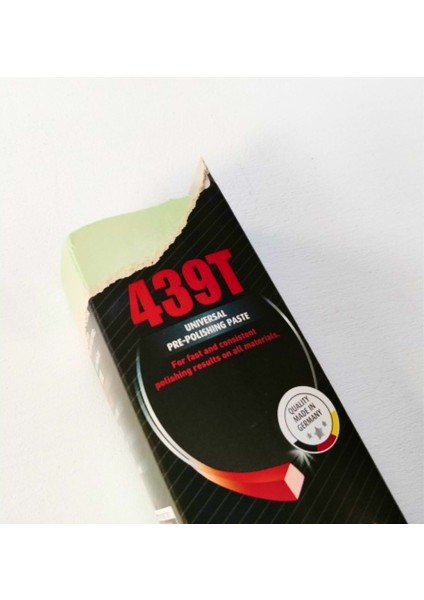 439T
UNIVERSAL
PRE-POLISHING PASTE
For fast and consistent
polishing results on all materials.
QUALITY
MADE IN
GERMANY